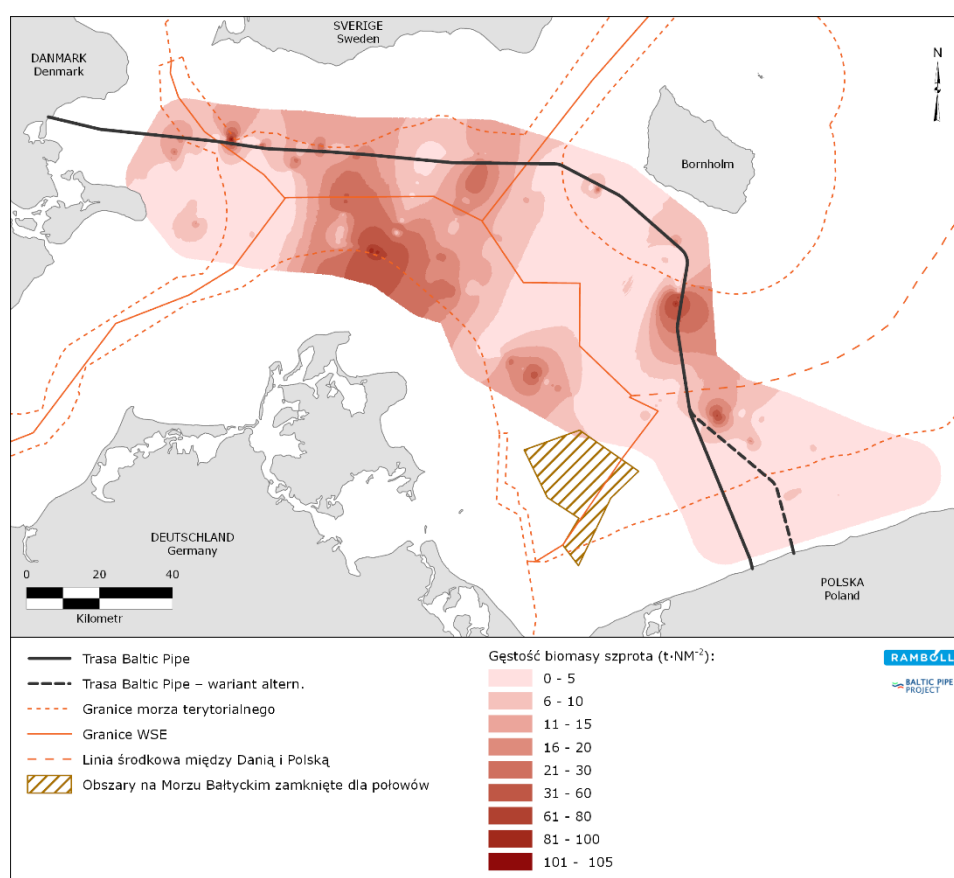 SVERIGE
Sweden
DANMARK
Denmark
N
Bornholm
DEUTSCHLAND
Germany
0 20 40
Kilometr
POLSKA
Poland
Trasa Baltic Pipe
Trasa Baltic Pipe – wariant altern.
Granice morza terytorialnego
Granice WSE
Linia środkowa między Danią i Polską
Obszary na Morzu Bałtyckim zamknięte dla połowów
Gęstość biomasy szprota (t·NM⁻²):
0 - 5
6 - 10
11 - 15
16 - 20
21 - 30
31 - 60
61 - 80
81 - 100
101 - 105
RAMBOLL
BALTIC PIPE
PROJECT